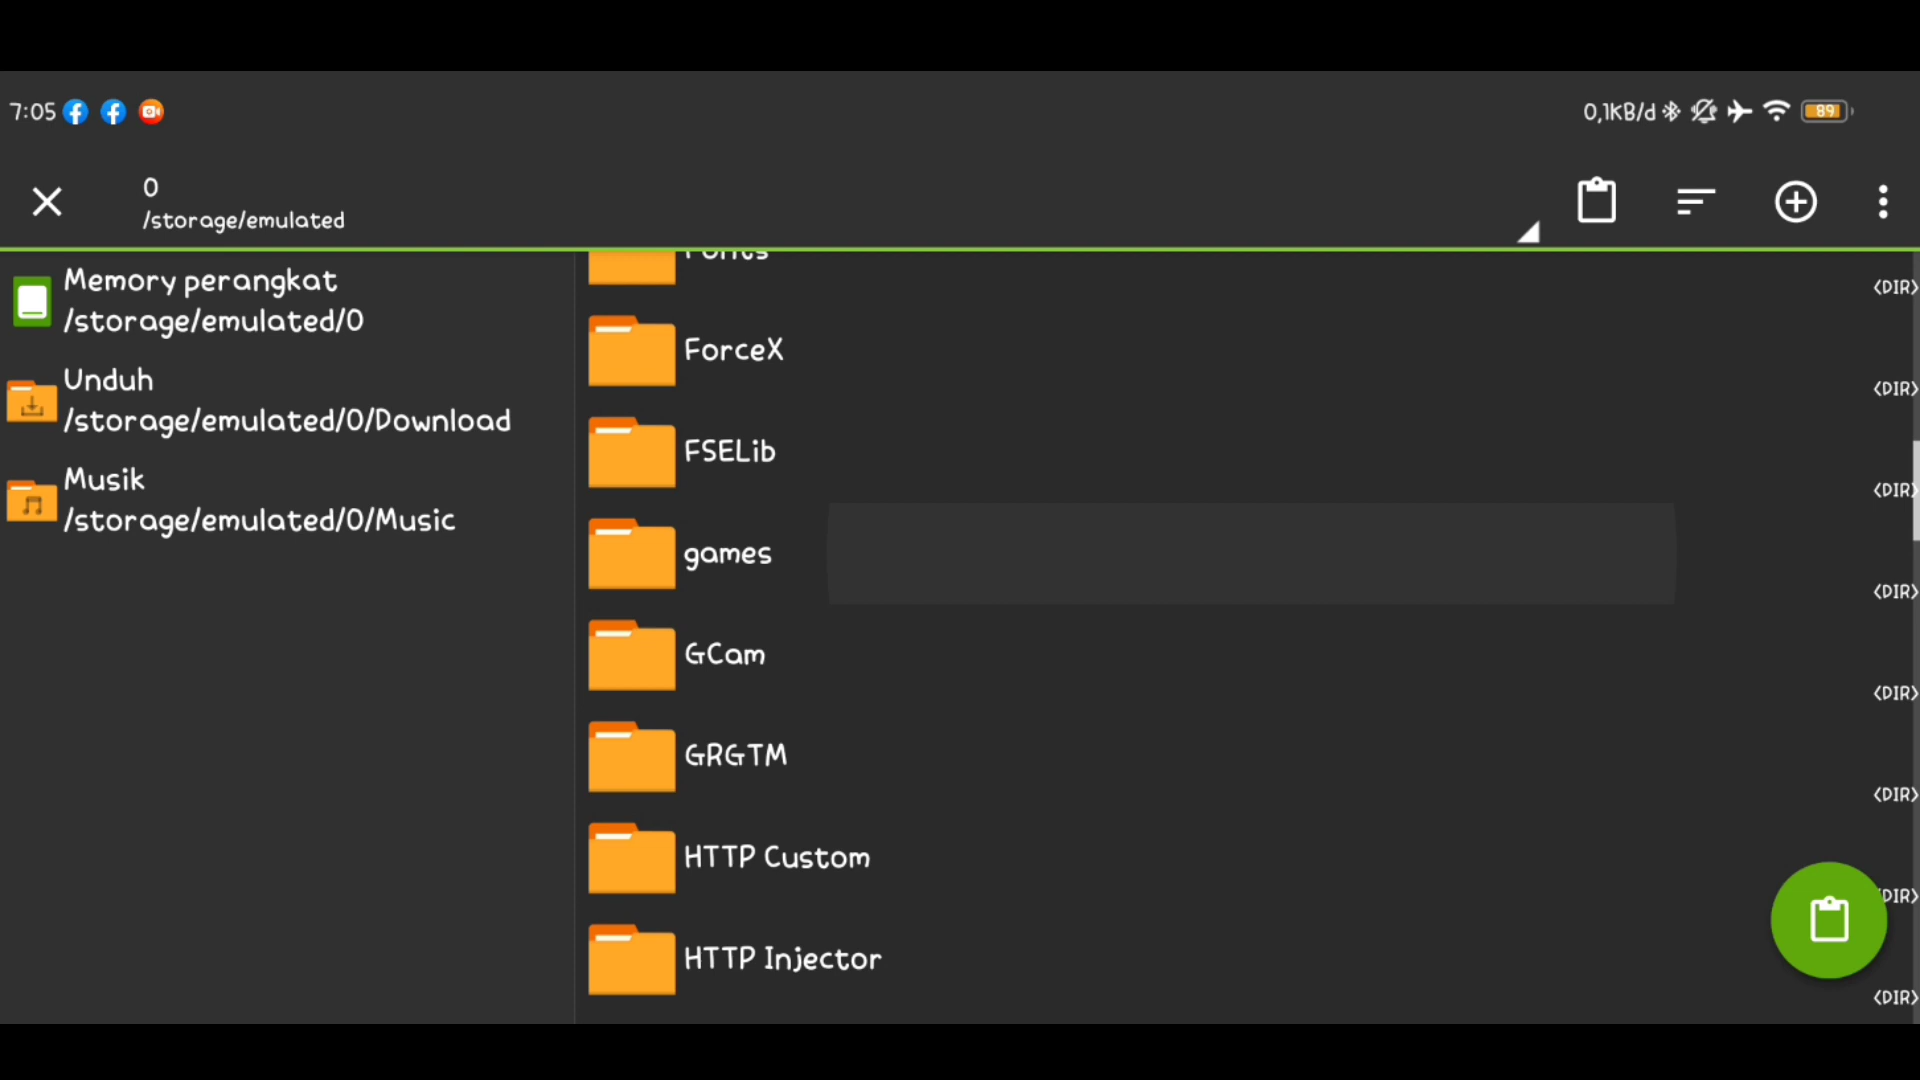 7:05
0,1KB/d
89
0
/storage/emulated
Memory perangkat
/storage/emulated/0
Unduh
/storage/emulated/0/Download
Musik
/storage/emulated/0/Music
Fonts
<DIR>
ForceX
<DIR>
FSELib
<DIR>
games
<DIR>
GCam
<DIR>
GRGTM
<DIR>
HTTP Custom
DIR>
HTTP Injector
<DIR>